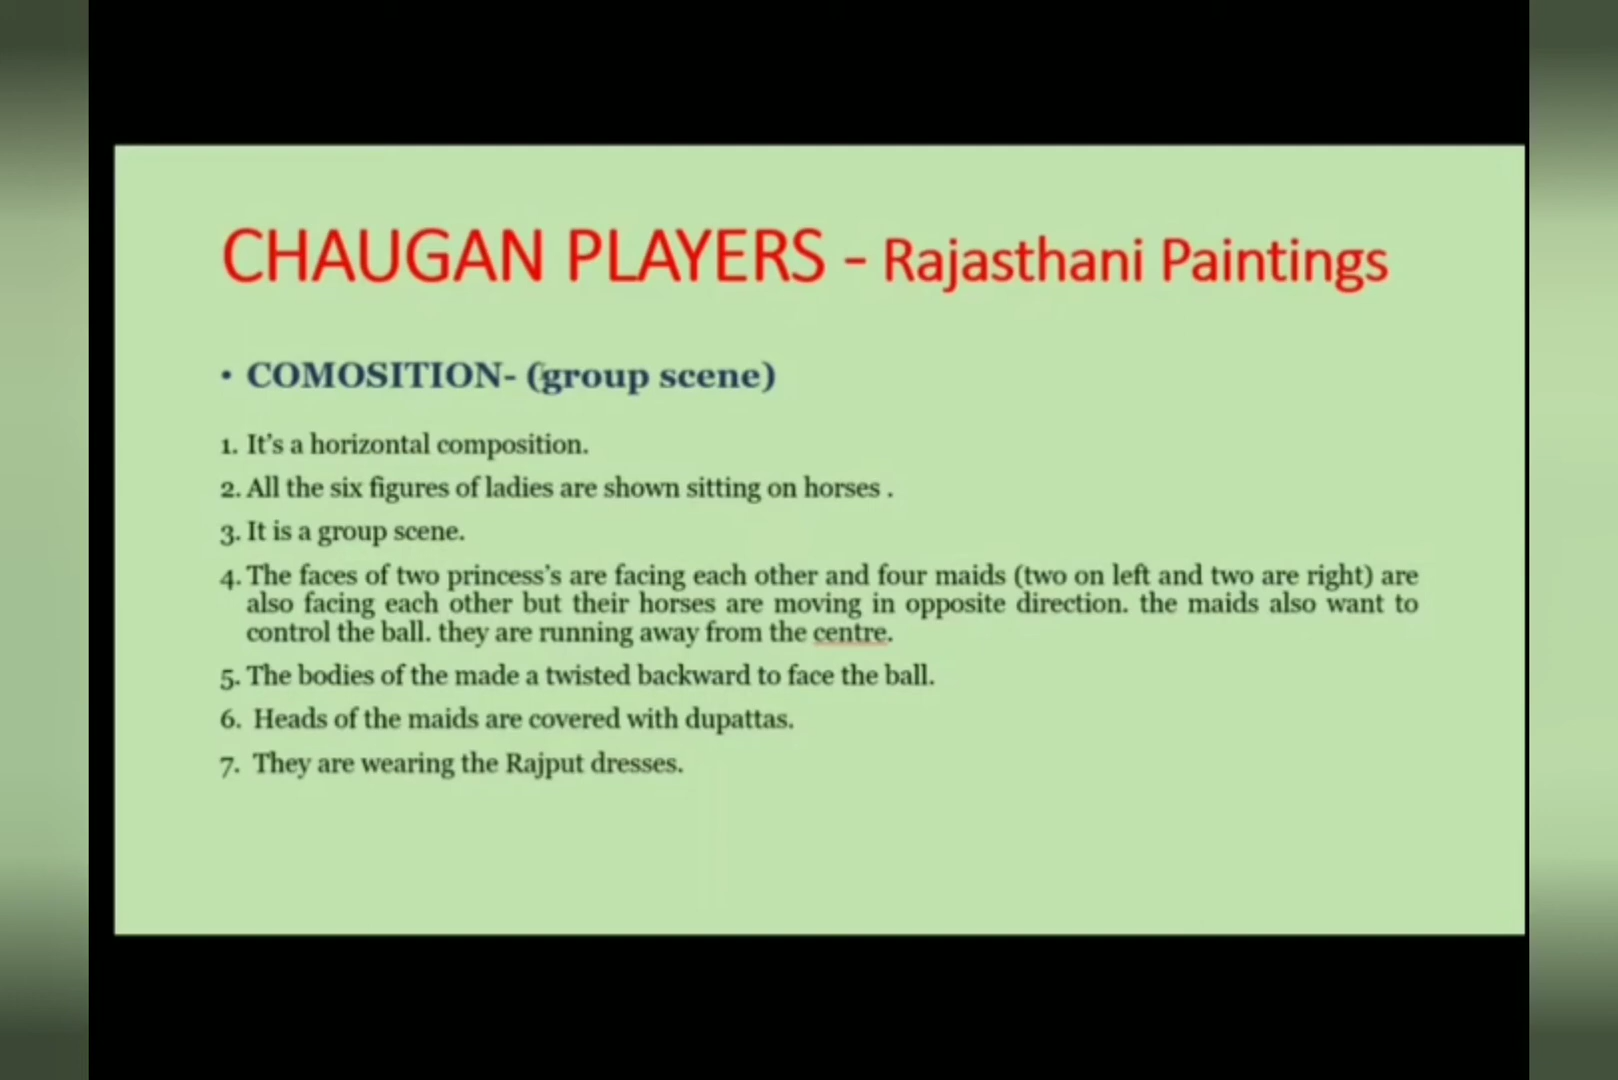 CHAUGAN PLAYERS - Rajasthani Paintings
• COMOSITION- (group scene)
1. It's a horizontal composition.
2. All the six figures of ladies are shown sitting on horses .
3. It is a group scene.
4. The faces of two princess's are facing each other and four maids (two on left and two are right) are
also facing each other but their horses are moving in opposite direction. the maids also want to
control the ball. they are running away from the centre.
5. The bodies of the made a twisted backward to face the ball.
6. Heads of the maids are covered with dupattas.
7. They are wearing the Rajput dresses.